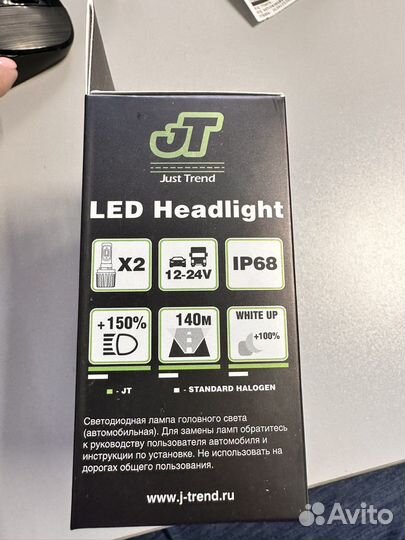 JT
Just Trend
LED Headlight
X2
12-24V
IP68
+150%
140м
WHITE UP
+100%
- JT
- STANDARD HALOGEN
Светодиодная лампа головного света
(автомобильная). Для замены ламп обратитесь
к руководству пользователя автомобиля и
инструкции по установке. Не использовать на
дорогах общего пользования.
www.j-trend.ru
Avito